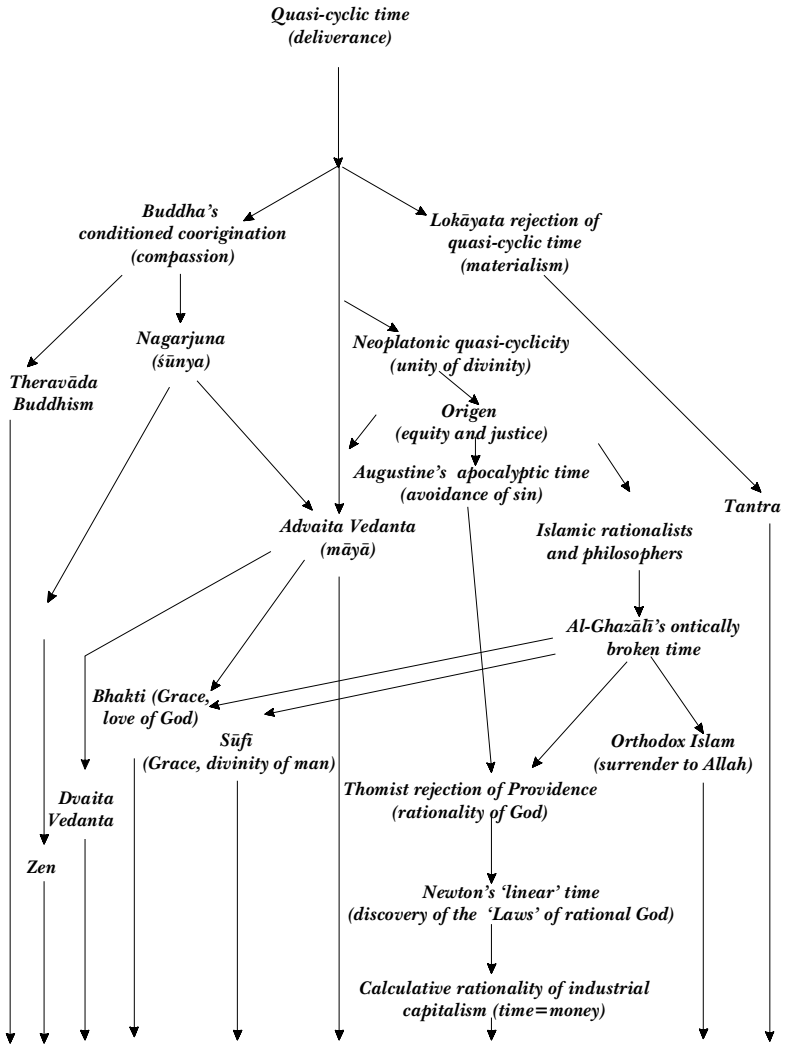 Quasi-cyclic time
(deliverance)
Buddha's
conditioned coorigination
(compassion)
Lokāyata rejection of
quasi-cyclic time
(materialism)
Nagarjuna
(śūnya)
Neoplatonic quasi-cyclicity
(unity of divinity)
Theravāda
Buddhism
Origen
(equity and justice)
Augustine's apocalyptic time
(avoidance of sin)
Tantra
Advaita Vedanta
(māyā)
Islamic rationalists
and philosophers
Al-Ghazālī's ontically
broken time
Bhakti (Grace,
love of God)
Sūfī
(Grace, divinity of man)
Orthodox Islam
(surrender to Allah)
Thomist rejection of Providence
(rationality of God)
Dvaita
Vedanta
Zen
Newton's 'linear' time
(discovery of the 'Laws' of rational God)
Calculative rationality of industrial
capitalism (time=money)